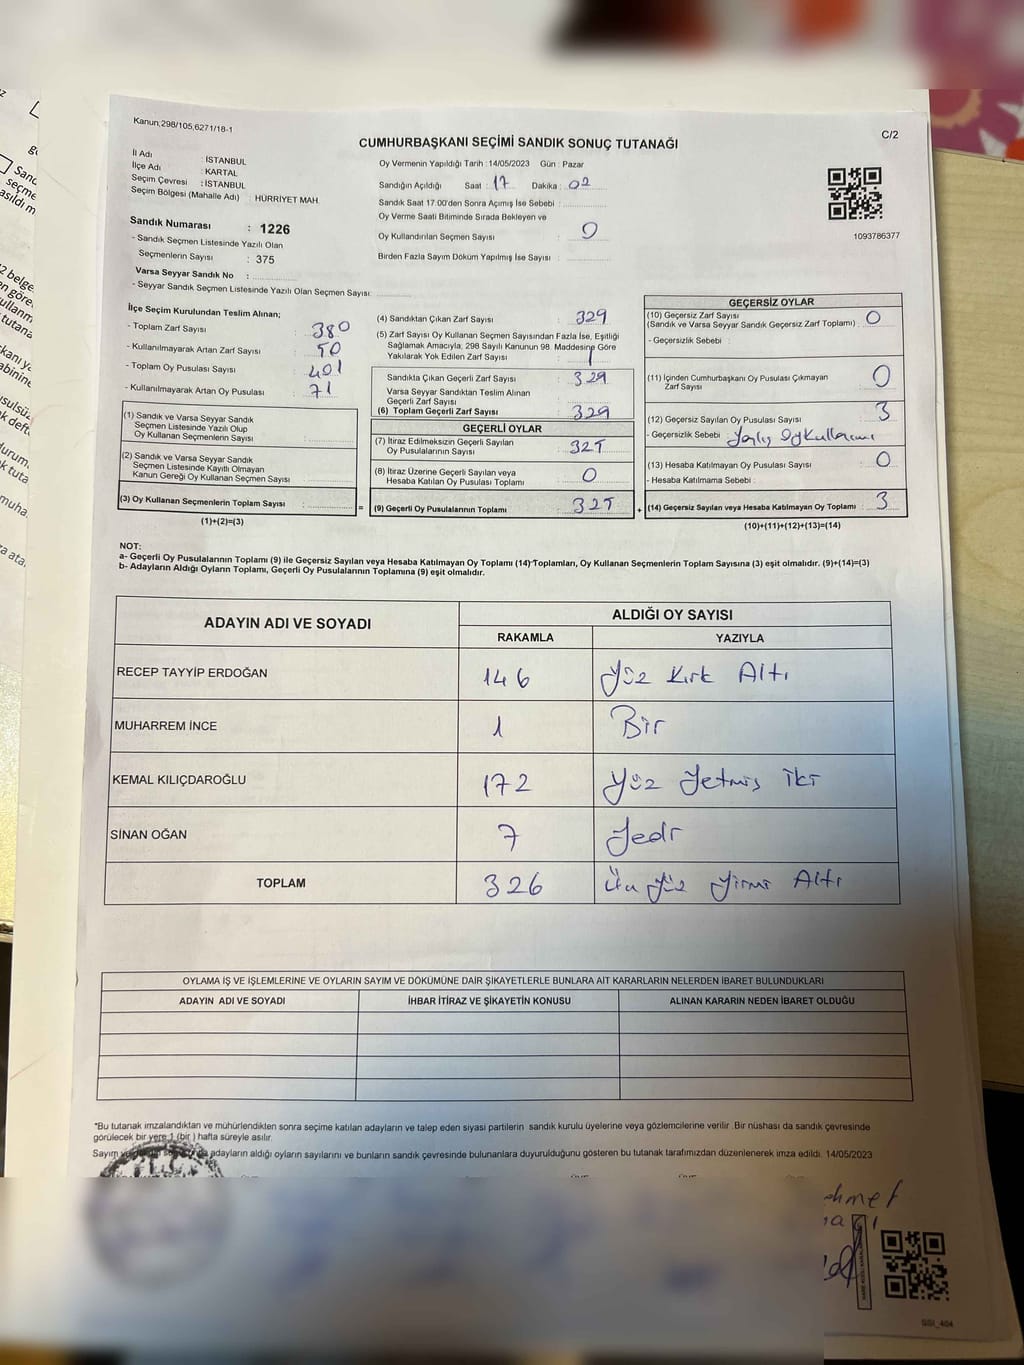 Kanun;298/105,6271/18-1
C/2
CUMHURBAŞKANI SEÇİMİ SANDIK SONUÇ TUTANAĞI
İl Adı : İSTANBUL
İlçe Adı : KARTAL
Seçim Çevresi : İSTANBUL
Seçim Bölgesi (Mahalle Adı) : HÜRRİYET MAH.
Sandık Numarası : 1226
- Sandık Seçmen Listesinde Yazılı Olan
Seçmenlerin Sayısı : 375
Varsa Seyyar Sandık No :
- Seyyar Sandık Seçmen Listesinde Yazılı Olan Seçmen Sayısı:
Oy Vermenin Yapıldığı Tarih : 14/05/2023 Gün : Pazar
Sandığın Açıldığı Saat : 17 Dakika : 02
Sandık Saat 17.00'den Sonra Açımış İse Sebebi :
Oy Verme Saati Bitiminde Sırada Bekleyen ve
Oy Kullandırılan Seçmen Sayısı : 0
Birden Fazla Sayım Döküm Yapılmış İse Sayısı :
1093786377
İlçe Seçim Kurulundan Teslim Alınan;
- Toplam Zarf Sayısı : 380
- Kullanılmayarak Artan Zarf Sayısı : 50
- Toplam Oy Pusulası Sayısı : 401
- Kullanılmayarak Artan Oy Pusulası : 71
(1) Sandık ve Varsa Seyyar Sandık
Seçmen Listesinde Yazılı Olup
Oy Kullanan Seçmenlerin Sayısı :
(2) Sandık ve Varsa Seyyar Sandık
Seçmen Listesinde Kayıtlı Olmayan
Kanun Gereği Oy Kullanan Seçmen Sayısı :
(3) Oy Kullanan Seçmenlerin Toplam Sayısı : =
(1)+(2)=(3)
(4) Sandıktan Çıkan Zarf Sayısı : 329
(5) Zarf Sayısı Oy Kullanan Seçmen Sayısından Fazla İse, Eşitliği
Sağlamak Amacıyla, 298 Sayılı Kanunun 98. Maddesine Göre
Yakılarak Yok Edilen Zarf Sayısı :
Sandıkta Çıkan Geçerli Zarf Sayısı : 329
Varsa Seyyar Sandıktan Teslim Alınan
Geçerli Zarf Sayısı :
(6) Toplam Geçerli Zarf Sayısı : 329
GEÇERLİ OYLAR
(7) İtiraz Edilmeksizin Geçerli Sayılan
Oy Pusulalarının Sayısı :
(8) İtiraz Üzerine Geçerli Sayılan veya
Hesaba Katılan Oy Pusulası Toplamı : 0
(9) Geçerli Oy Pusulalarının Toplamı : +
GEÇERSİZ OYLAR
(10) Geçersiz Zarf Sayısı
(Sandık ve Varsa Seyyar Sandık Geçersiz Zarf Toplamı) : 0
- Geçersizlik Sebebi :
(11) İçinden Cumhurbaşkanı Oy Pusulası Çıkmayan
Zarf Sayısı : 0
(12) Geçersiz Sayılan Oy Pusulası Sayısı : 3
- Geçersizlik Sebebi
(13) Hesaba Katılmayan Oy Pusulası Sayısı : 0
- Hesaba Katılmama Sebebi :
(14) Geçersiz Sayılan veya Hesaba Katılmayan Oy Toplamı : 3
(10)+(11)+(12)+(13)=(14)
NOT:
a- Geçerli Oy Pusulalarının Toplamı (9) ile Geçersiz Sayılan veya Hesaba Katılmayan Oy Toplamı (14) Toplamları, Oy Kullanan Seçmenlerin Toplam Sayısına (3) eşit olmalıdır. (9)+(14)=(3)
b- Adayların Aldığı Oyların Toplamı, Geçerli Oy Pusulalarının Toplamına (9) eşit olmalıdır.
ADAYIN ADI VE SOYADI
ALDIĞI OY SAYISI
RAKAMLA YAZIYLA
RECEP TAYYİP ERDOĞAN 146 Yüz Kırk Altı
MUHARREM İNCE 1 Bir
KEMAL KILIÇDAROĞLU 172 Yüz Yetmiş İki
SİNAN OĞAN 7 Yedi
TOPLAM 326 Üç Yüz Yirmi Altı
OYLAMA İŞ VE İŞLEMLERİNE VE OYLARIN SAYIM VE DÖKÜMÜNE DAİR ŞİKAYETLERLE BUNLARA AİT KARARLARIN NELERDEN İBARET BULUNDUKLARI
ADAYIN ADI VE SOYADI İHBAR İTİRAZ VE ŞİKAYETİN KONUSU ALINAN KARARIN NEDEN İBARET OLDUĞU
"Bu tutanak imzalandıktan ve mühürlendikten sonra seçime katılan adayların ve talep eden siyasi partilerin sandık kurulu üyelerine veya gözlemcilerine verilir. Bir nüshası da sandık çevresinde
görülecek bir yere 1 (bir) hafta süreyle asılır.
Sayım adayların aldığı oyların sayılarını ve bunların sandık çevresinde bulunanlara duyurulduğunu gösteren bu tutanak tarafımızdan düzenlenerek imza edildi. 14/05/2023
GSI_404